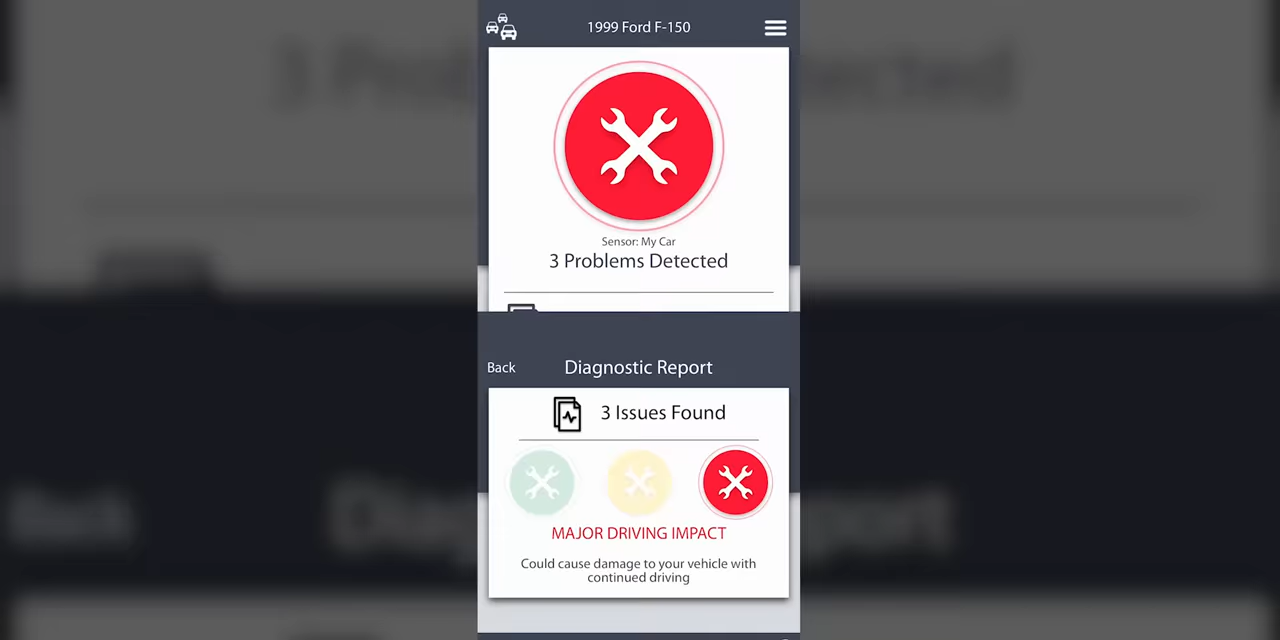 1999 Ford F-150
Sensor: My Car
3 Problems Detected
Back
Diagnostic Report
3 Issues Found
MAJOR DRIVING IMPACT
Could cause damage to your vehicle with
continued driving